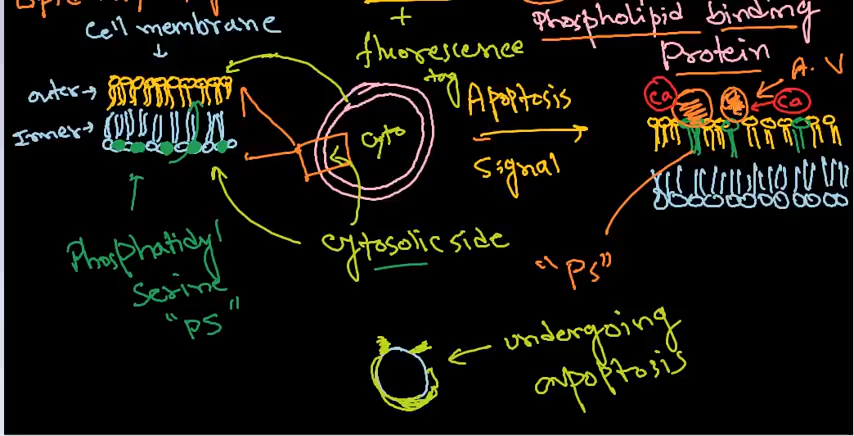 Cell membrane
outer→
Inner→
Phosphatidyl
Serine
"PS"
+
fluorescence
tag
Cyto
cytosolic side
Apoptosis
Signal
Phospholipid binding
Protein
A.V
Ca
Ca
"PS"
undergoing
apoptosis